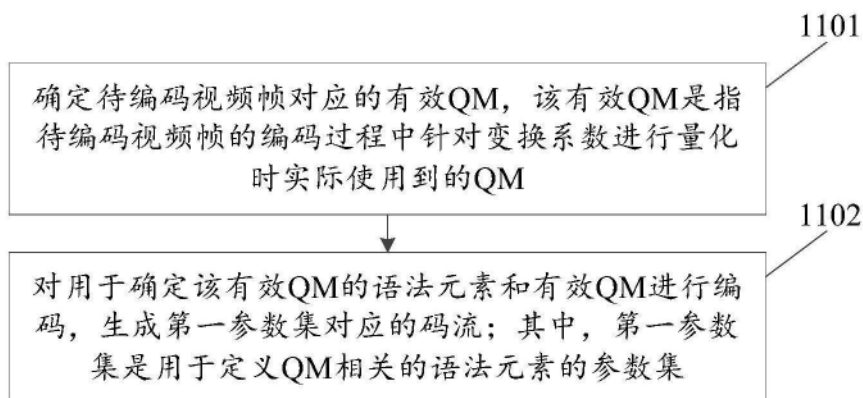 1101
确定待编码视频帧对应的有效QM，该有效QM是指
待编码视频帧的编码过程中针对变换系数进行量化
时实际使用到的QM
1102
对用于确定该有效QM的语法元素和有效QM进行编
码，生成第一参数集对应的码流；其中，第一参数
集是用于定义QM相关的语法元素的参数集